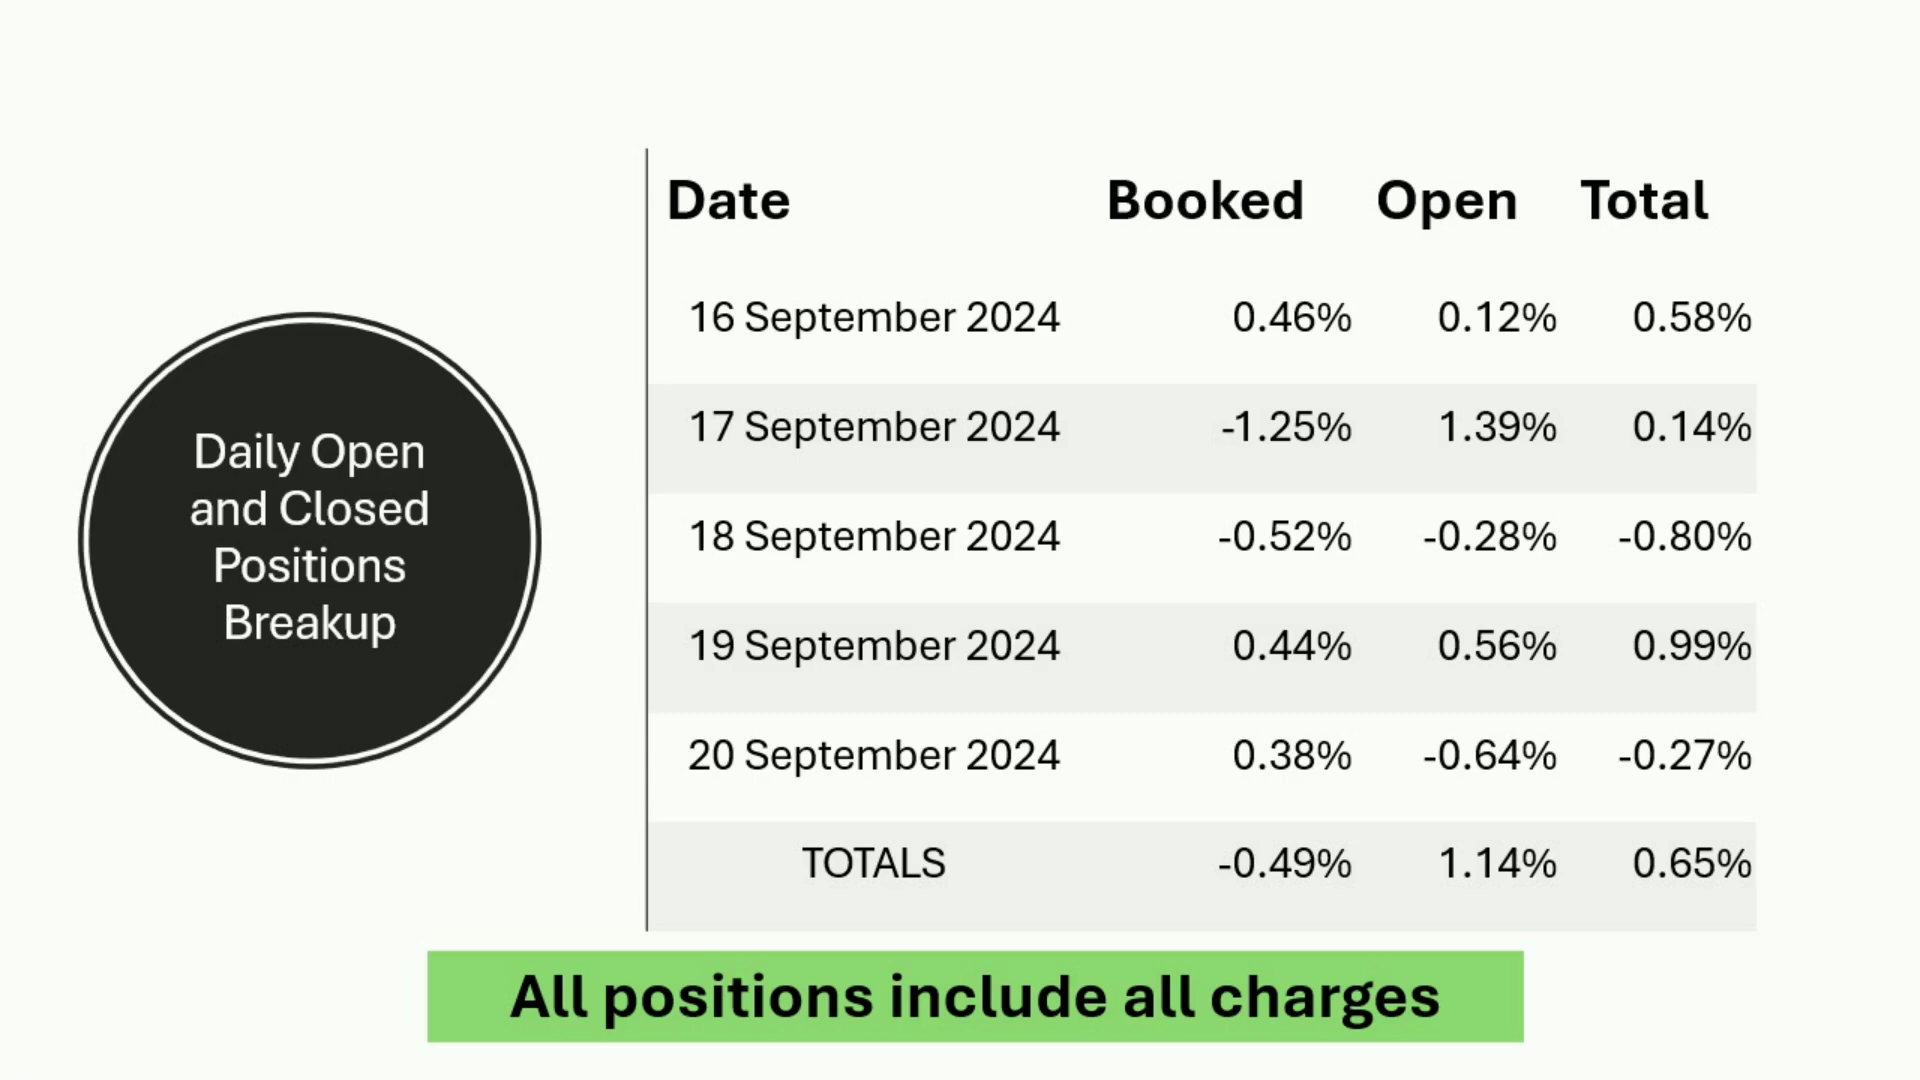 Daily Open
and Closed
Positions
Breakup
Date Booked Open Total
16 September 2024 0.46% 0.12% 0.58%
17 September 2024 -1.25% 1.39% 0.14%
18 September 2024 -0.52% -0.28% -0.80%
19 September 2024 0.44% 0.56% 0.99%
20 September 2024 0.38% -0.64% -0.27%
TOTALS -0.49% 1.14% 0.65%
All positions include all charges